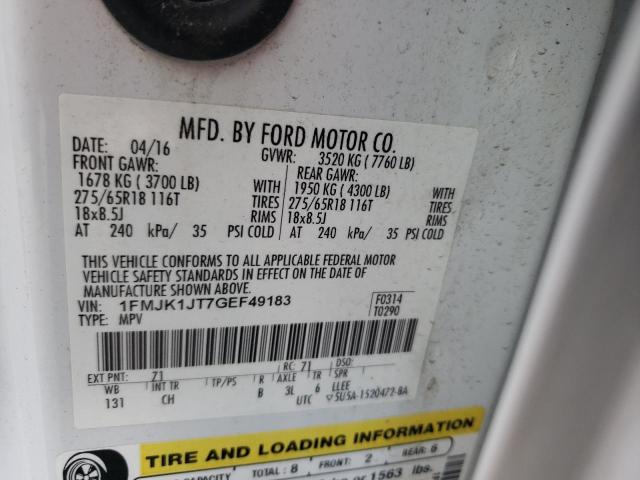 MFD. BY FORD MOTOR CO.
DATE: 04/16 GVWR: 3520 KG ( 7760 LB)
FRONT GAWR: REAR GAWR:
1678 KG ( 3700 LB) WITH 1950 KG ( 4300 LB) WITH
275/65R18 116T TIRES 275/65R18 116T TIRES
18x8.5J RIMS 18x8.5J RIMS
AT 240 kPa/ 35 PSI COLD AT 240 kPa/ 35 PSI COLD
THIS VEHICLE CONFORMS TO ALL APPLICABLE FEDERAL MOTOR
VEHICLE SAFETY STANDARDS IN EFFECT ON THE DATE OF
MANUFACTURE SHOWN ABOVE.
VIN: 1FMJK1JT7GEF49183 F0314
TYPE: MPV T0290
EXT PNT: 71 RC: 71 DSO:
WB INT TR TP/PS R AXLE TR SPR
131 CH B 3L 6 LLEE
UTC ▽5U5A-1520472-BA
TIRE AND LOADING INFORMATION
CAPACITY TOTAL: 8 FRONT: 2 REAR: 6
or 1563 lbs.